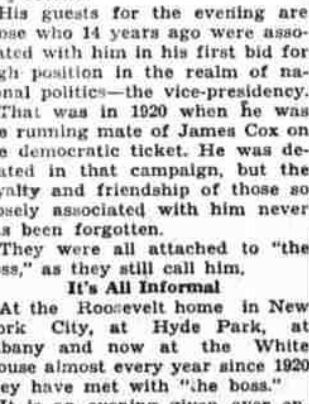 His guests for the evening are
ose who 14 years ago were asso-
ated with him in his first bid for
gh position in the realm of na-
onal politics—the vice-presidency.
That was in 1920 when he was
e running mate of James Cox on
e democratic ticket. He was de-
ated in that campaign, but the
yalty and friendship of those so
osely associated with him never
s been forgotten.
They were all attached to "the
ss," as they still call him.
It's All Informal
At the Roosevelt home in New
ork City, at Hyde Park, at
bany and now at the White
ouse almost every year since 1920
ey have met with "the boss."